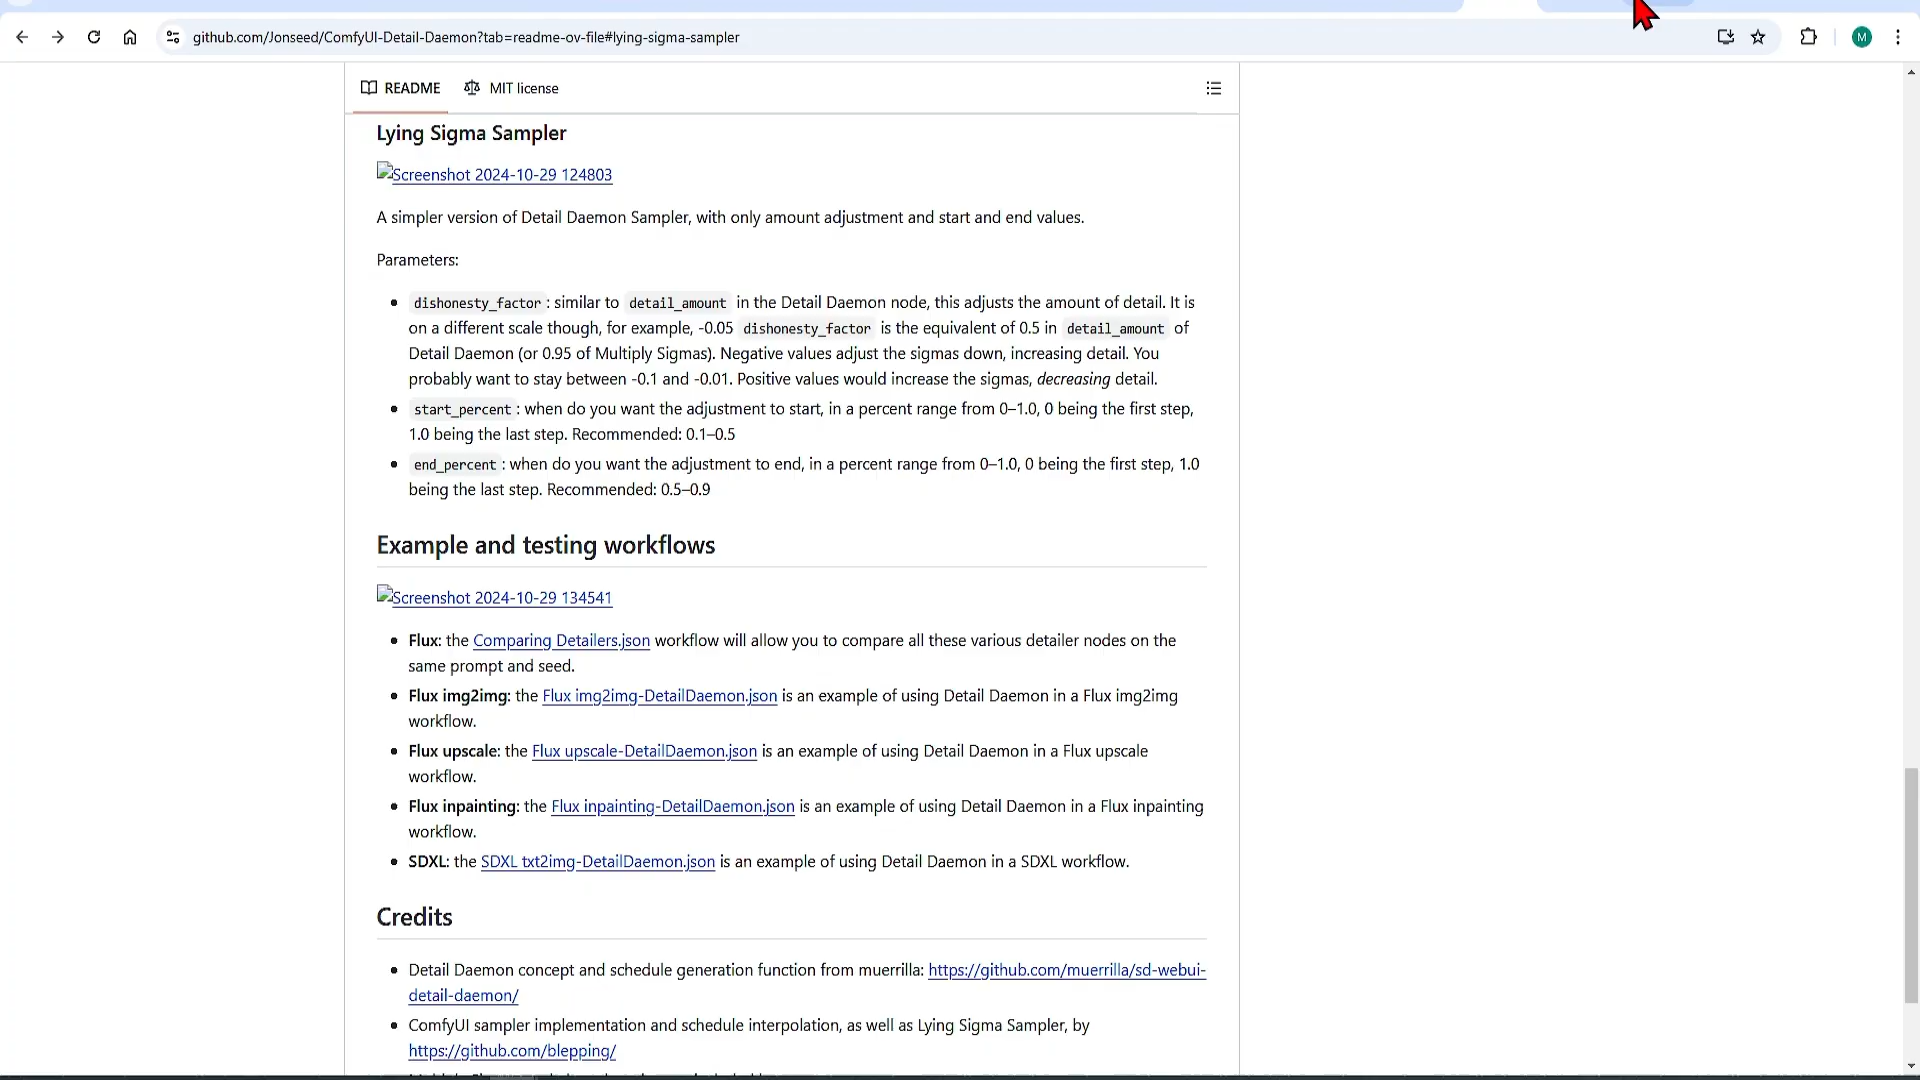 github.com/Jonseed/ComfyUI-Detail-Daemon?tab=readme-ov-file#lying-sigma-sampler
M
README
MIT license
Lying Sigma Sampler
Screenshot 2024-10-29 124803
A simpler version of Detail Daemon Sampler, with only amount adjustment and start and end values.
Parameters:
dishonesty_factor: similar to detail_amount in the Detail Daemon node, this adjusts the amount of detail. It is
on a different scale though, for example, -0.05 dishonesty_factor is the equivalent of 0.5 in detail_amount of
Detail Daemon (or 0.95 of Multiply Sigmas). Negative values adjust the sigmas down, increasing detail. You
probably want to stay between -0.1 and -0.01. Positive values would increase the sigmas, decreasing detail.
start_percent: when do you want the adjustment to start, in a percent range from 0–1.0, 0 being the first step,
1.0 being the last step. Recommended: 0.1–0.5
end_percent: when do you want the adjustment to end, in a percent range from 0–1.0, 0 being the first step, 1.0
being the last step. Recommended: 0.5–0.9
Example and testing workflows
Screenshot 2024-10-29 134541
Flux: the Comparing Detailers.json workflow will allow you to compare all these various detailer nodes on the
same prompt and seed.
Flux img2img: the Flux img2img-DetailDaemon.json is an example of using Detail Daemon in a Flux img2img
workflow.
Flux upscale: the Flux upscale-DetailDaemon.json is an example of using Detail Daemon in a Flux upscale
workflow.
Flux inpainting: the Flux inpainting-DetailDaemon.json is an example of using Detail Daemon in a Flux inpainting
workflow.
SDXL: the SDXL txt2img-DetailDaemon.json is an example of using Detail Daemon in a SDXL workflow.
Credits
Detail Daemon concept and schedule generation function from muerrilla: https://github.com/muerrilla/sd-webui-
detail-daemon/
ComfyUI sampler implementation and schedule interpolation, as well as Lying Sigma Sampler, by
https://github.com/blepping/